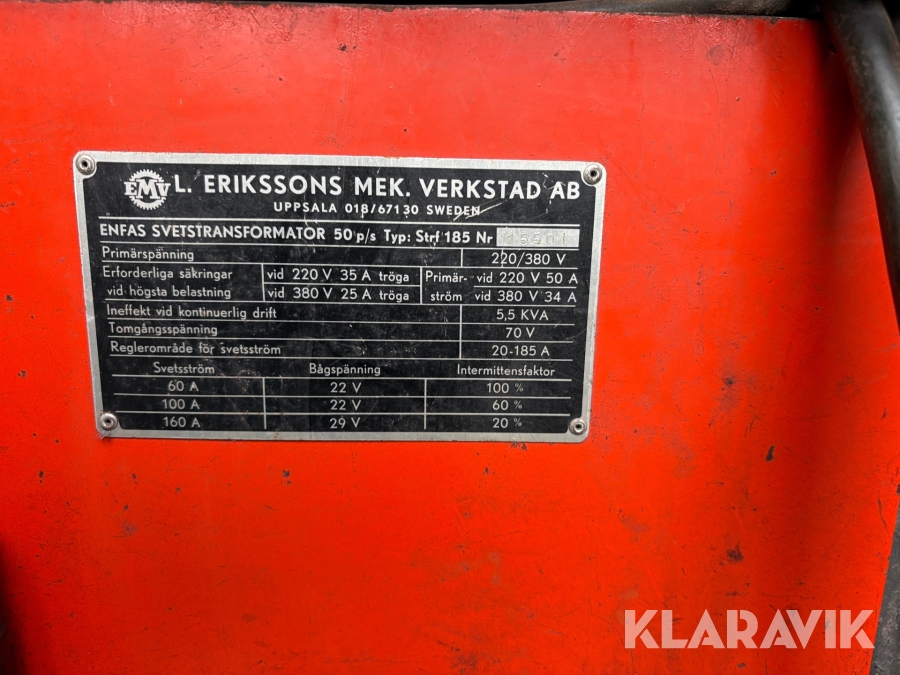 EMV L. ERIKSSONS MEK. VERKSTAD AB
UPPSALA 018/67130 SWEDEN
ENFAS SVETSTRANSFORMATOR 50 p/s Typ: Strf 185 Nr
Primärspänning 220/380 V
Erforderliga säkringar vid 220 V 35 A tröga Primär- vid 220 V 50 A
vid högsta belastning vid 380 V 25 A tröga ström vid 380 V 34 A
Ineffekt vid kontinuerlig drift 5,5 KVA
Tomgångsspänning 70 V
Reglerområde för svetsström 20-185 A
Svetsström Bågspänning Intermittensfaktor
60 A 22 V 100 %
100 A 22 V 60 %
160 A 29 V 20 %
KLARAVIK